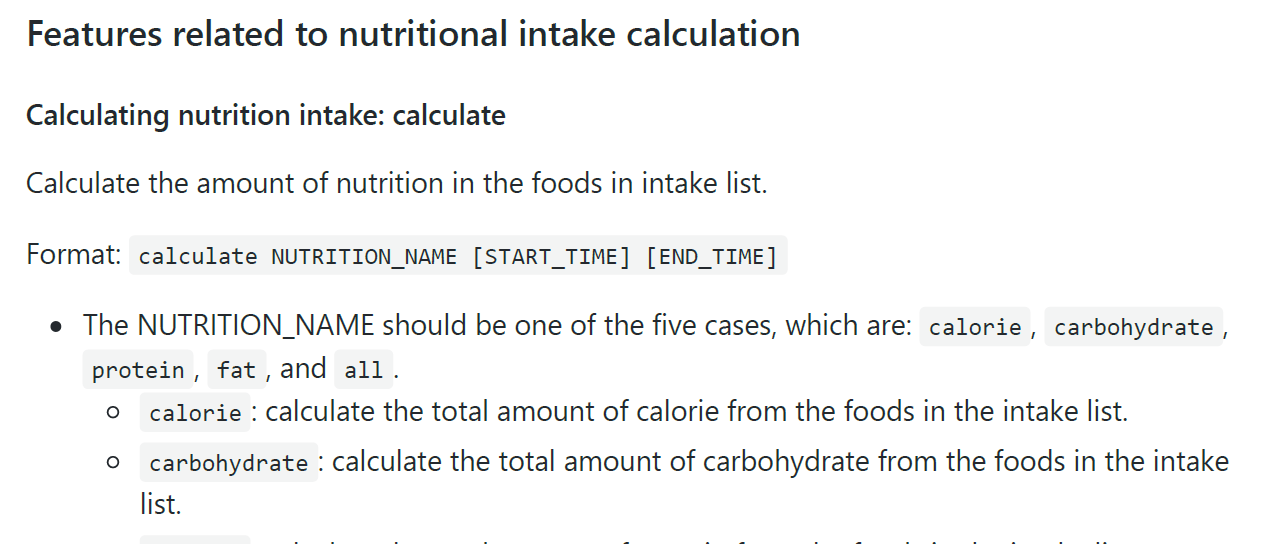 Features related to nutritional intake calculation
Calculating nutrition intake: calculate
Calculate the amount of nutrition in the foods in intake list.
Format: calculate NUTRITION_NAME [START_TIME] [END_TIME]
• The NUTRITION_NAME should be one of the five cases, which are: calorie, carbohydrate,
protein, fat, and all.
○ calorie: calculate the total amount of calorie from the foods in the intake list.
○ carbohydrate: calculate the total amount of carbohydrate from the foods in the intake
list.